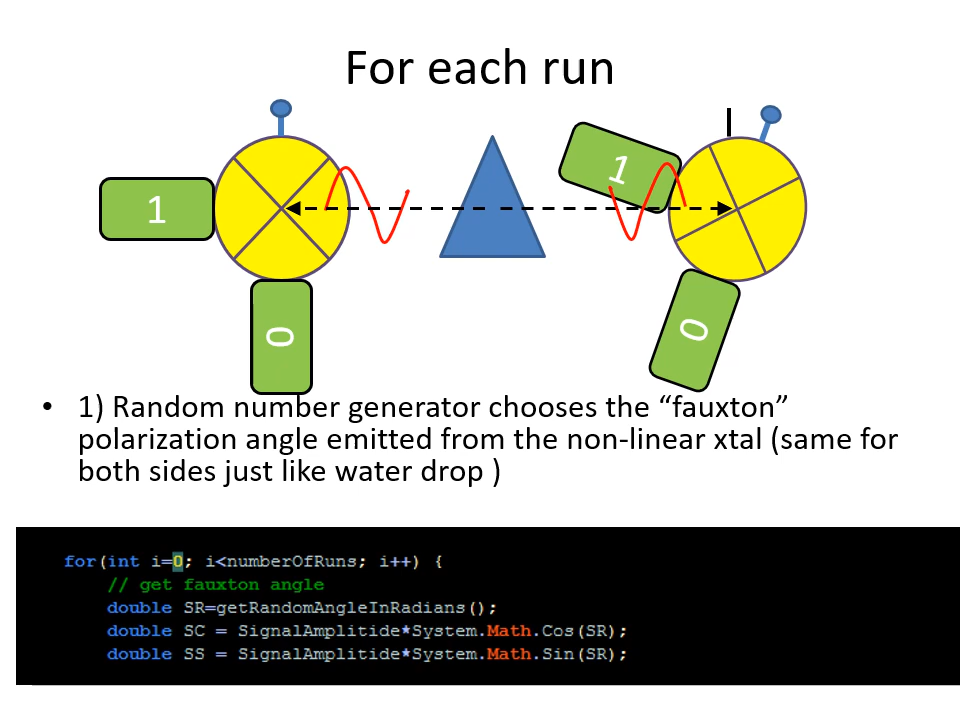 For each run
1
1
0
0
• 1) Random number generator chooses the “fauxton”
polarization angle emitted from the non-linear xtal (same for
both sides just like water drop )
for(int i=0; i<numberOfRuns; i++) {
// get fauxton angle
double SR=getRandomAngleInRadians();
double SC = SignalAmplitide*System.Math.Cos(SR);
double SS = SignalAmplitide*System.Math.Sin(SR);